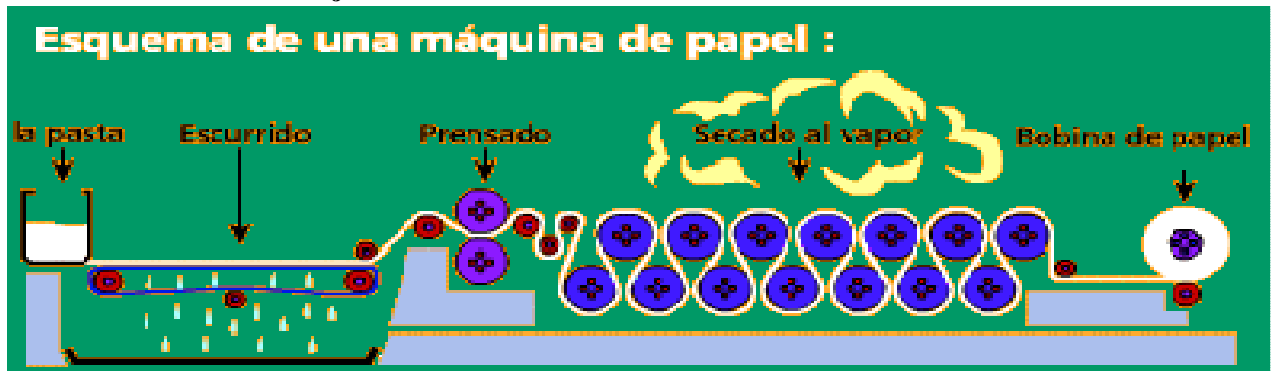 Esquema de una máquina de papel :
la pasta
Escurrido
Prensado
Secado al vapor
Bobina de papel